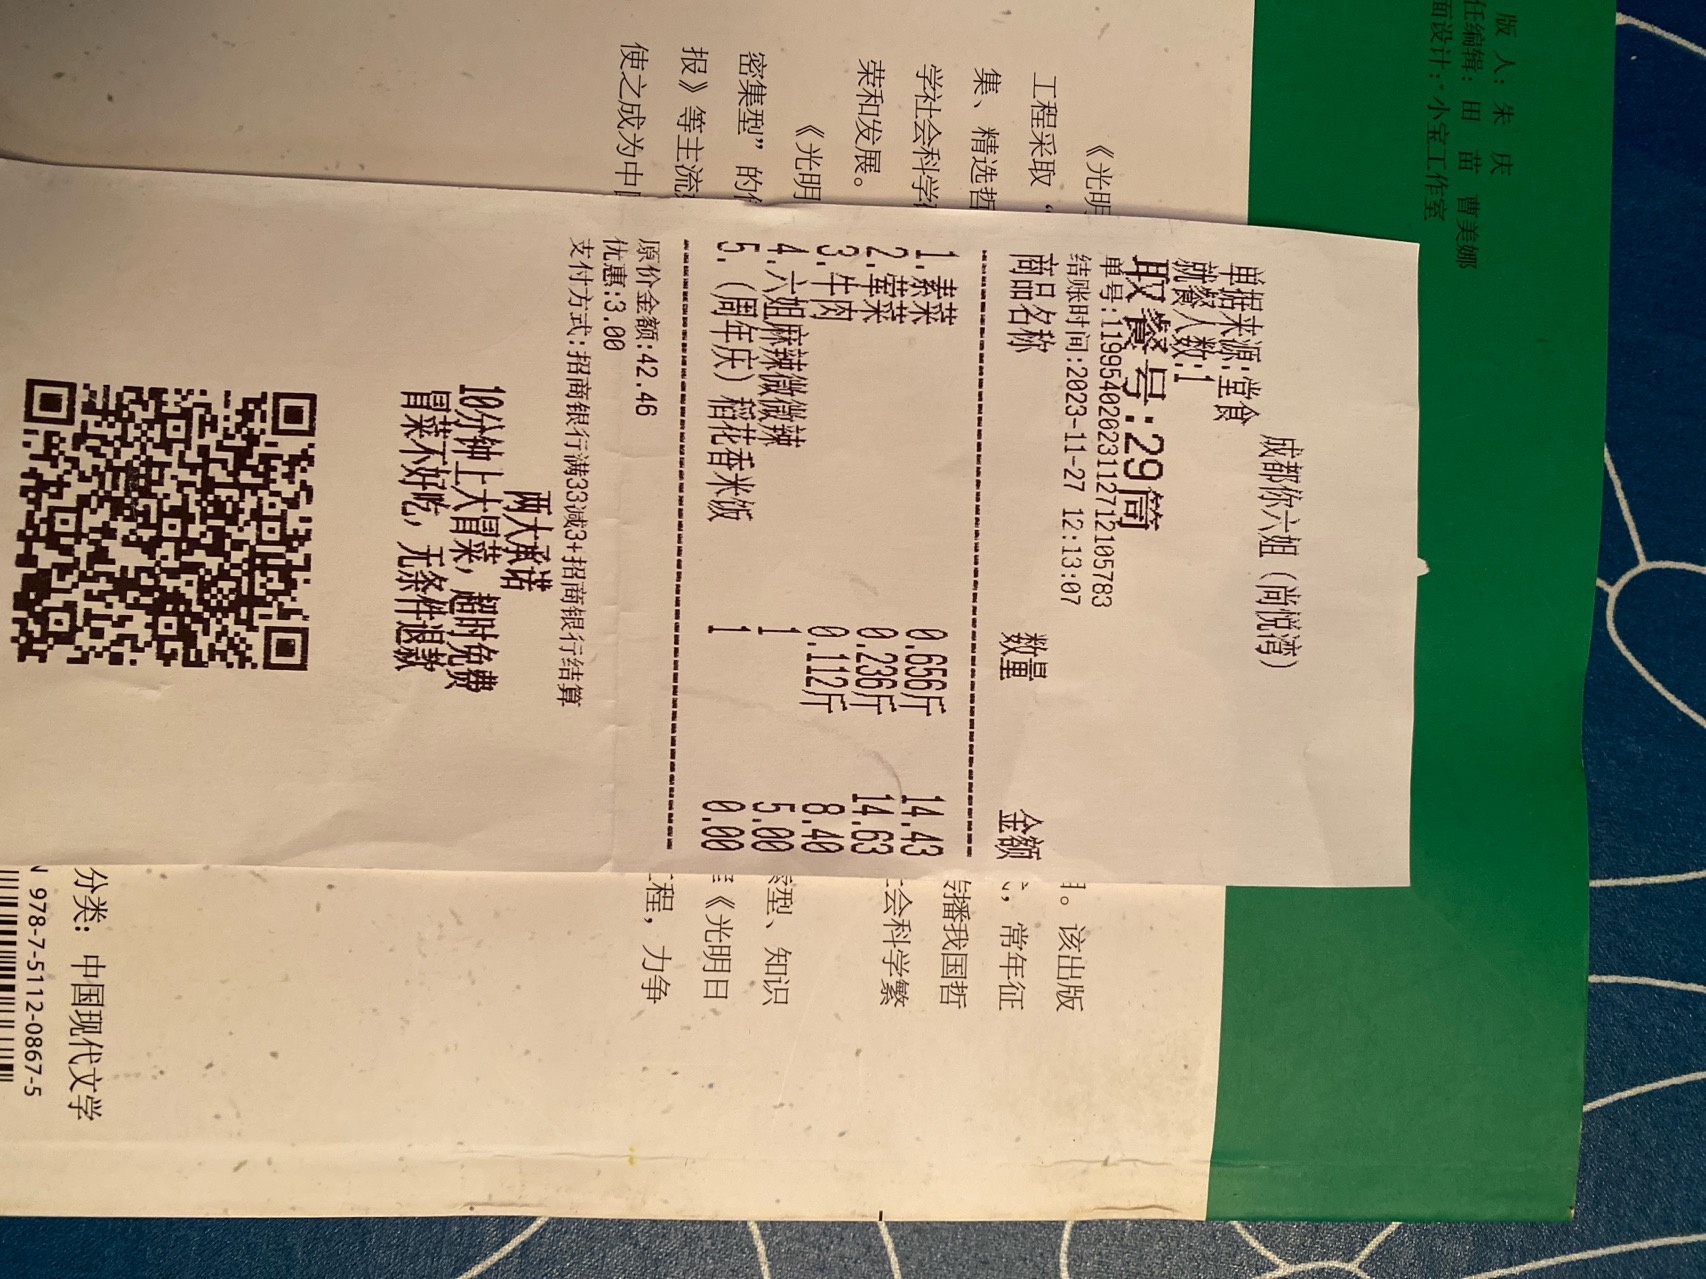 版 人：朱 庆
任编辑：田 苗 曹美娜
面设计：小宝工作室
成都你六姐（尚悦湾）
单据来源:堂食
就餐人数:1
取餐号:29筒
单号:11995402023112712105783
结账时间:2023-11-27 12:13:07
商品名称 数量 金额
1.素菜 0.656斤 14.43
2.荤菜 0.236斤 14.63
3.牛肉 0.112斤 8.40
4.六姐麻辣微微辣 1 5.00
5.（周年庆）稻花香米饭 1 0.00
原价金额:42.46
优惠:3.00
支付方式:招商银行满33减3+招商银行结算
两大承诺
10分钟上大冒菜，超时免费
冒菜不好吃，无条件退款
《光明
工程采取“
集、精选哲
学社会科学
荣和发展。
《光明
密集型”的
报》等主流
使之成为中
。该出版
、常年征
播我国哲
会科学繁
型、知识
《光明日
程，力争
分类：中国现代文学
N 978-7-5112-0867-5